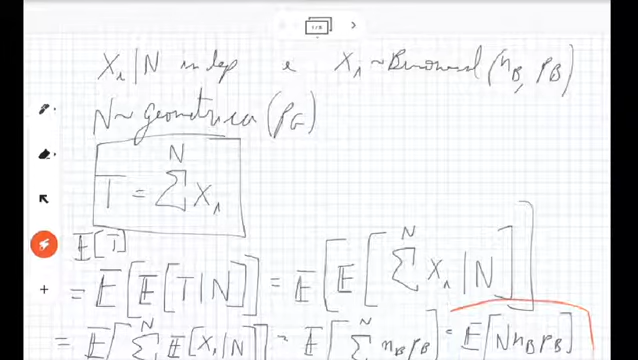 X₁|N indep e X₁ ~ Binomial (n_B, p_B)
N ~ geometrica (p_G)
T = Σ^N X₁
E[T]
= E[E[T|N]] = E[E[Σ^N X₁|N]]
= E[Σ^N E[X₁|N]] = E[Σ^N n_B p_B] = E[N n_B p_B]